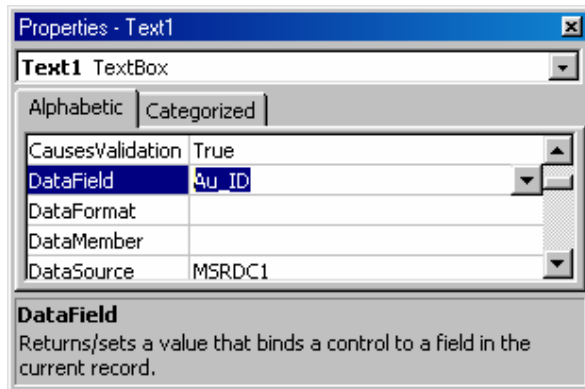 Properties - Text1
Text1 TextBox
Alphabetic Categorized
CausesValidation True
DataField Au_ID
DataFormat
DataMember
DataSource MSRDC1
DataField
Returns/sets a value that binds a control to a field in the
current record.